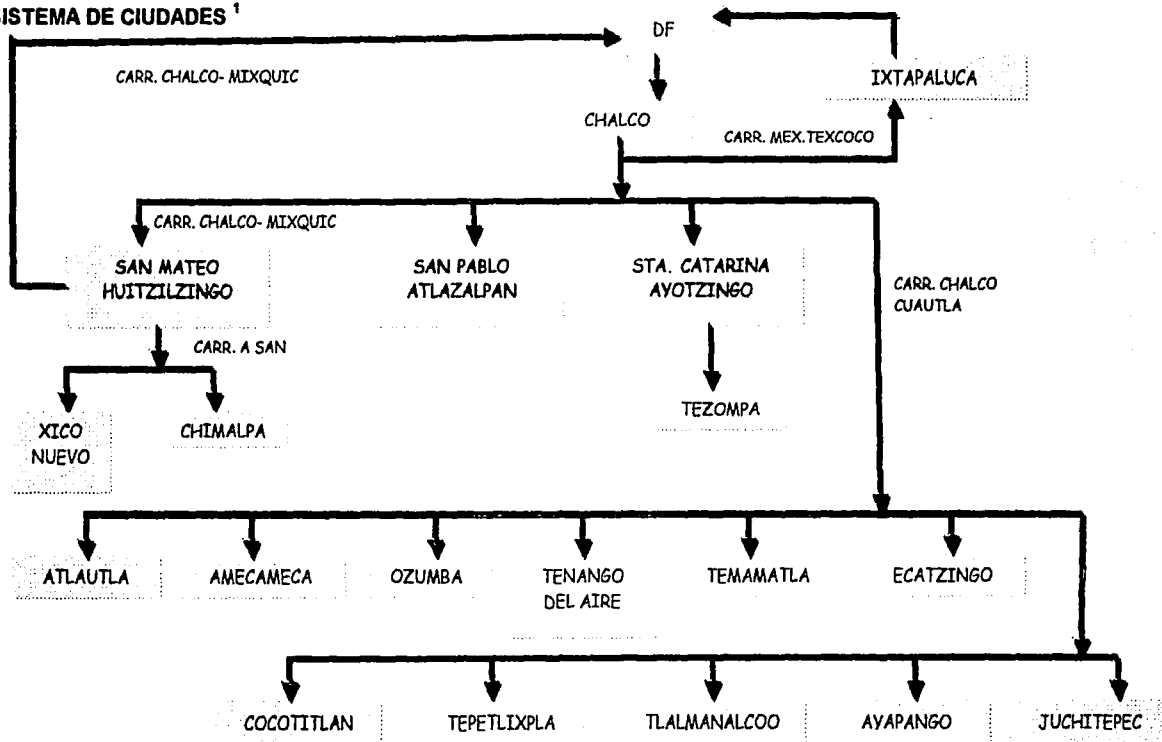 SISTEMA DE CIUDADES ¹
DF
CARR. CHALCO- MIXQUIC
IXTAPALUCA
CHALCO
CARR. MEX.TEXCOCO
CARR. CHALCO- MIXQUIC
SAN MATEO
HUITZILZINGO
SAN PABLO
ATLAZALPAN
STA. CATARINA
AYOTZINGO
CARR. CHALCO
CUAUTLA
CARR. A SAN
XICO
NUEVO
CHIMALPA
TEZOMPA
ATLAUTLA
AMECAMECA
OZUMBA
TENANGO
DEL AIRE
TEMAMATLA
ECATZINGO
COCOTITLAN
TEPETLIXPLA
TLALMANALCOO
AYAPANGO
JUCHITEPEC